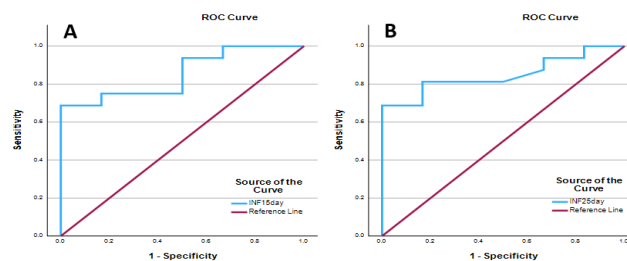 ROC Curve
A
1.0
0.8
0.6
0.4
0.2
0.0
Sensitivity
0.0 0.2 0.4 0.6 0.8 1.0
1 - Specificity
Source of the
Curve
INF15day
Reference Line
ROC Curve
B
1.0
0.8
0.6
0.4
0.2
0.0
Sensitivity
0.0 0.2 0.4 0.6 0.8 1.0
1 - Specificity
Source of the
Curve
INF25day
Reference Line